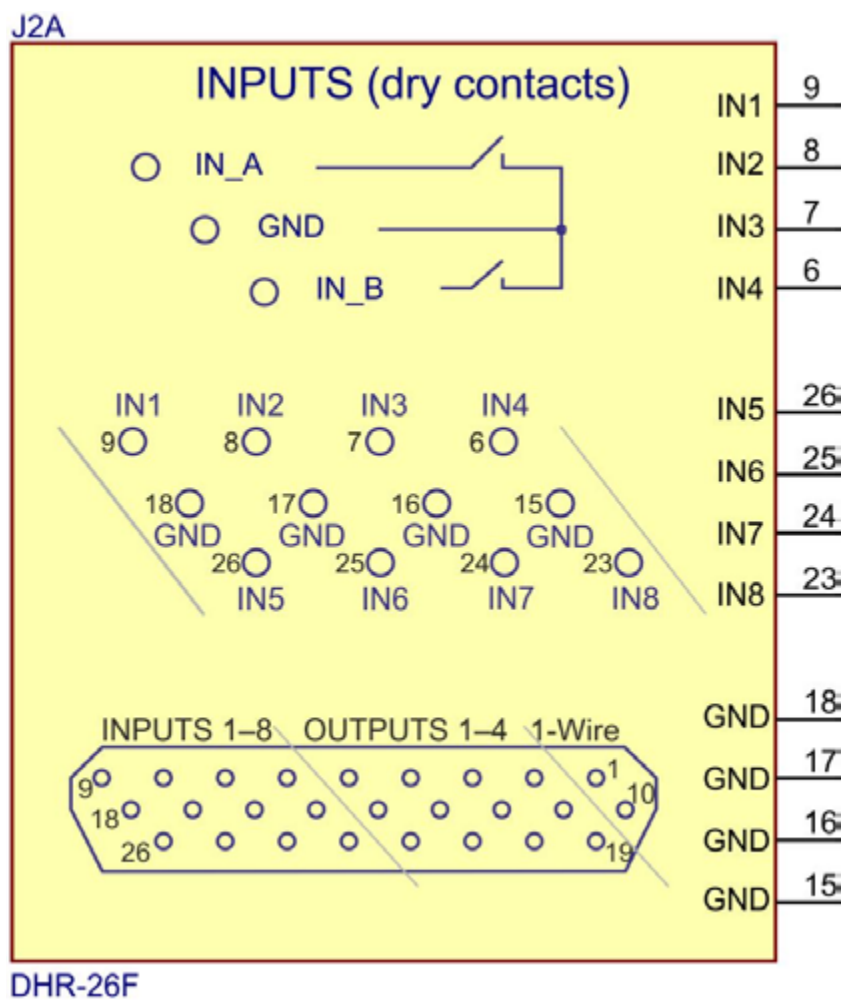 J2A
INPUTS (dry contacts)
IN1 9
IN_A
IN2 8
GND
IN3 7
IN_B
IN4 6
IN1 IN2 IN3 IN4
9 8 7 6
IN5 26
IN6 25
18 17 16 15
GND GND GND GND
IN7 24
26 25 24 23
IN5 IN6 IN7 IN8
IN8 23
GND 18
INPUTS 1–8 OUTPUTS 1–4 1-Wire
GND 17
9 1
18 10
GND 16
26 19
GND 15
DHR-26F